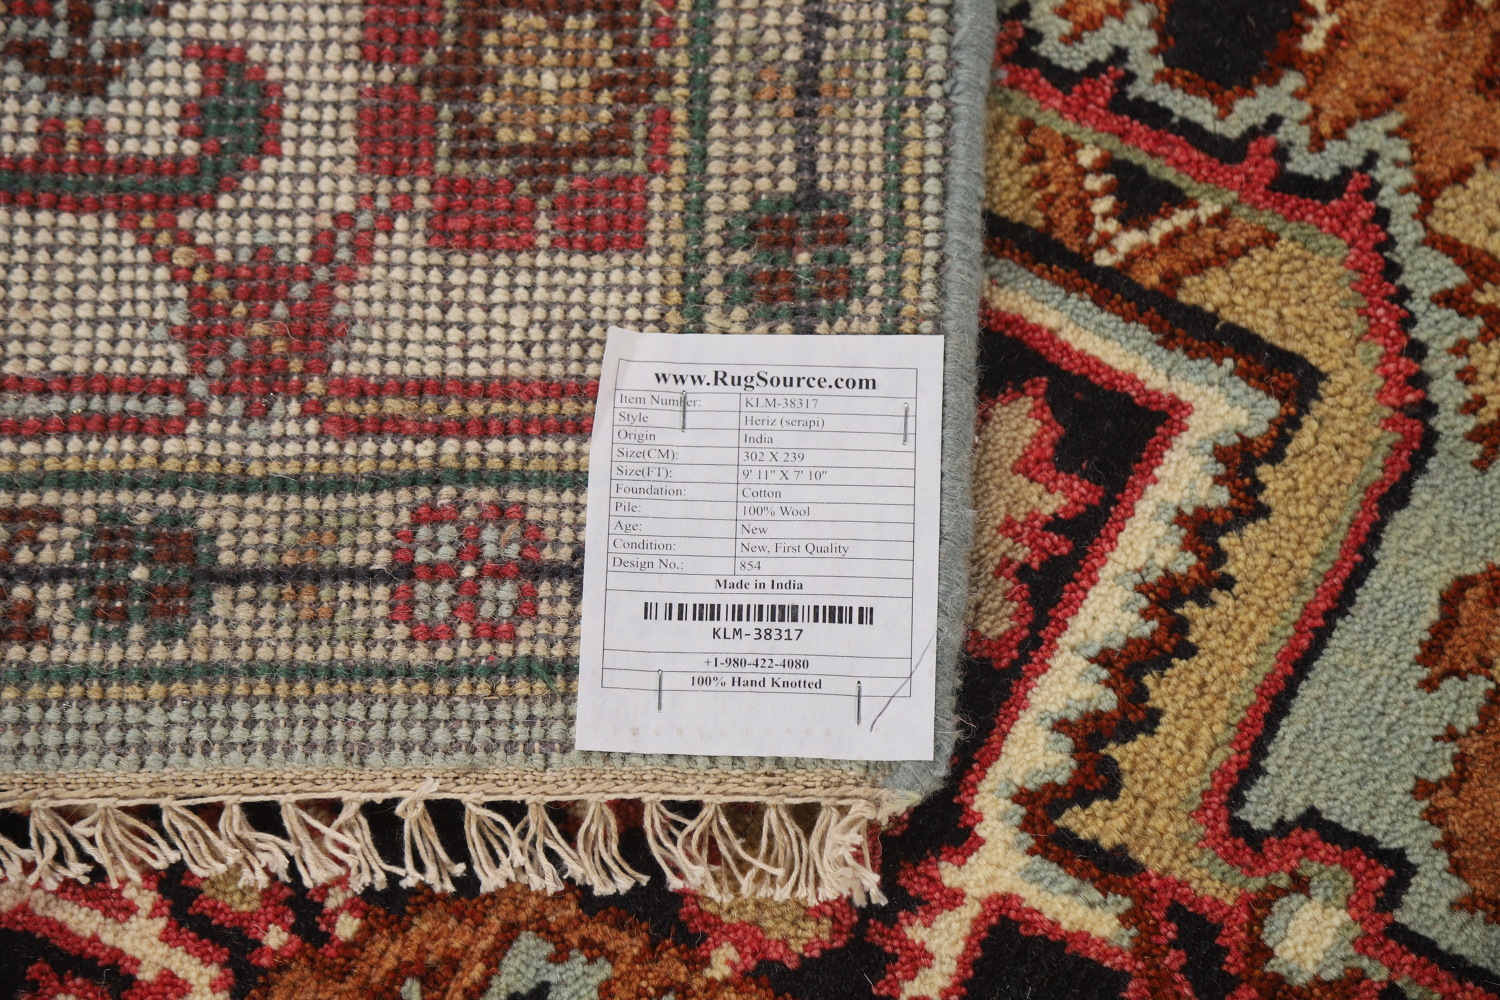 www.RugSource.com
Item Number: KLM-38317
Style Heriz (serapi)
Origin India
Size(CM): 302 X 239
Size(FT): 9' 11" X 7' 10"
Foundation: Cotton
Pile: 100% Wool
Age: New
Condition: New, First Quality
Design No.: 854
Made in India
KLM-38317
+1-980-422-4080
100% Hand Knotted